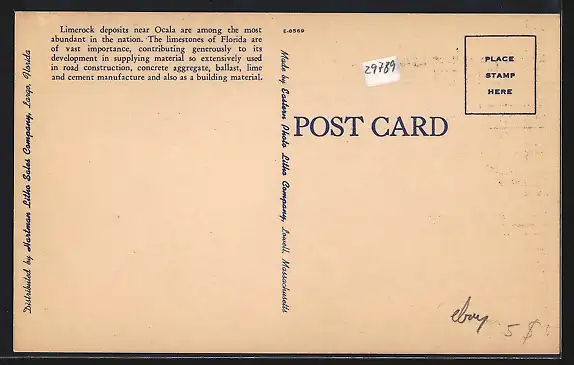 Limerock deposits near Ocala are among the most
abundant in the nation. The limestones of Florida are
of vast importance, contributing generously to its
development in supplying material so extensively used
in road construction, concrete aggregate, ballast, lime
and cement manufacture and also as a building material.
Distributed by Hartman Litho Sales Company, Largo, Florida
E-6569
Made by Eastern Photo Litho Company, Lowell, Massachusetts
29789
PLACE
STAMP
HERE
POST CARD
ebay 5 $